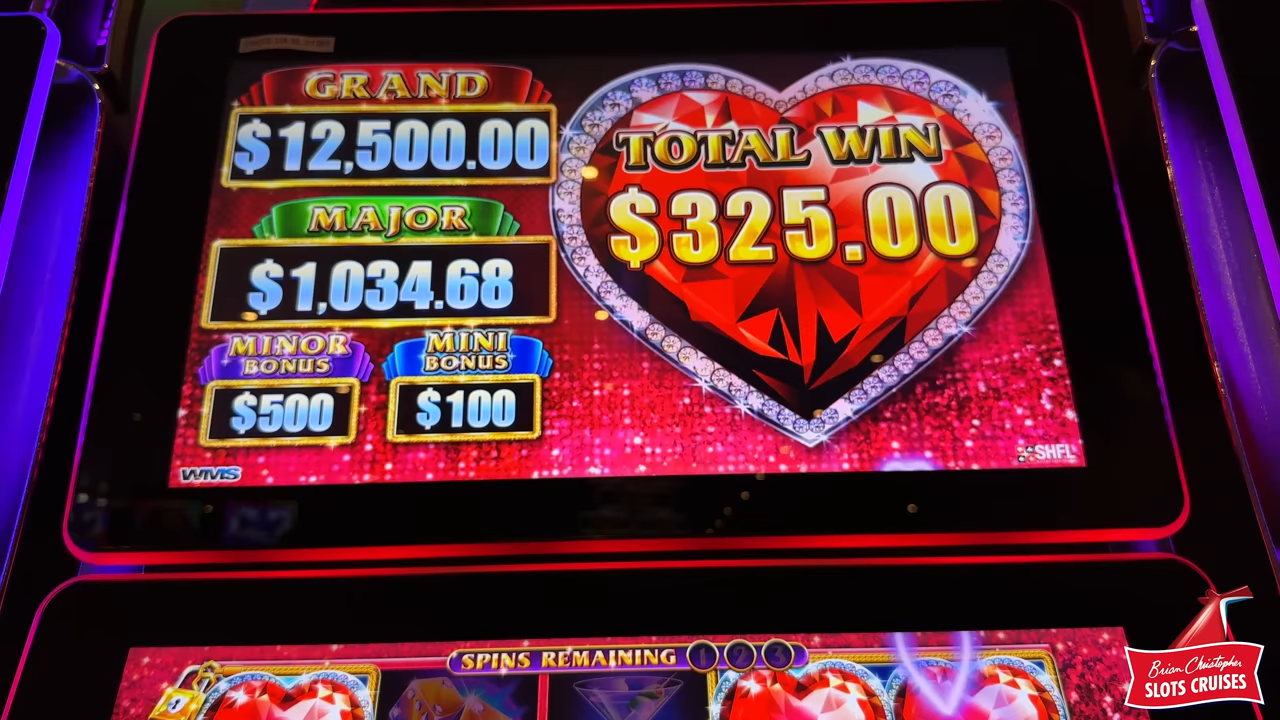 GRAND
$12,500.00
MAJOR
$1,034.68
MINOR
BONUS
$500
MINI
BONUS
$100
TOTAL WIN
$325.00
WMS
SHFL
SPINS REMAINING 1 2 3
Brian Christopher
SLOTS CRUISES